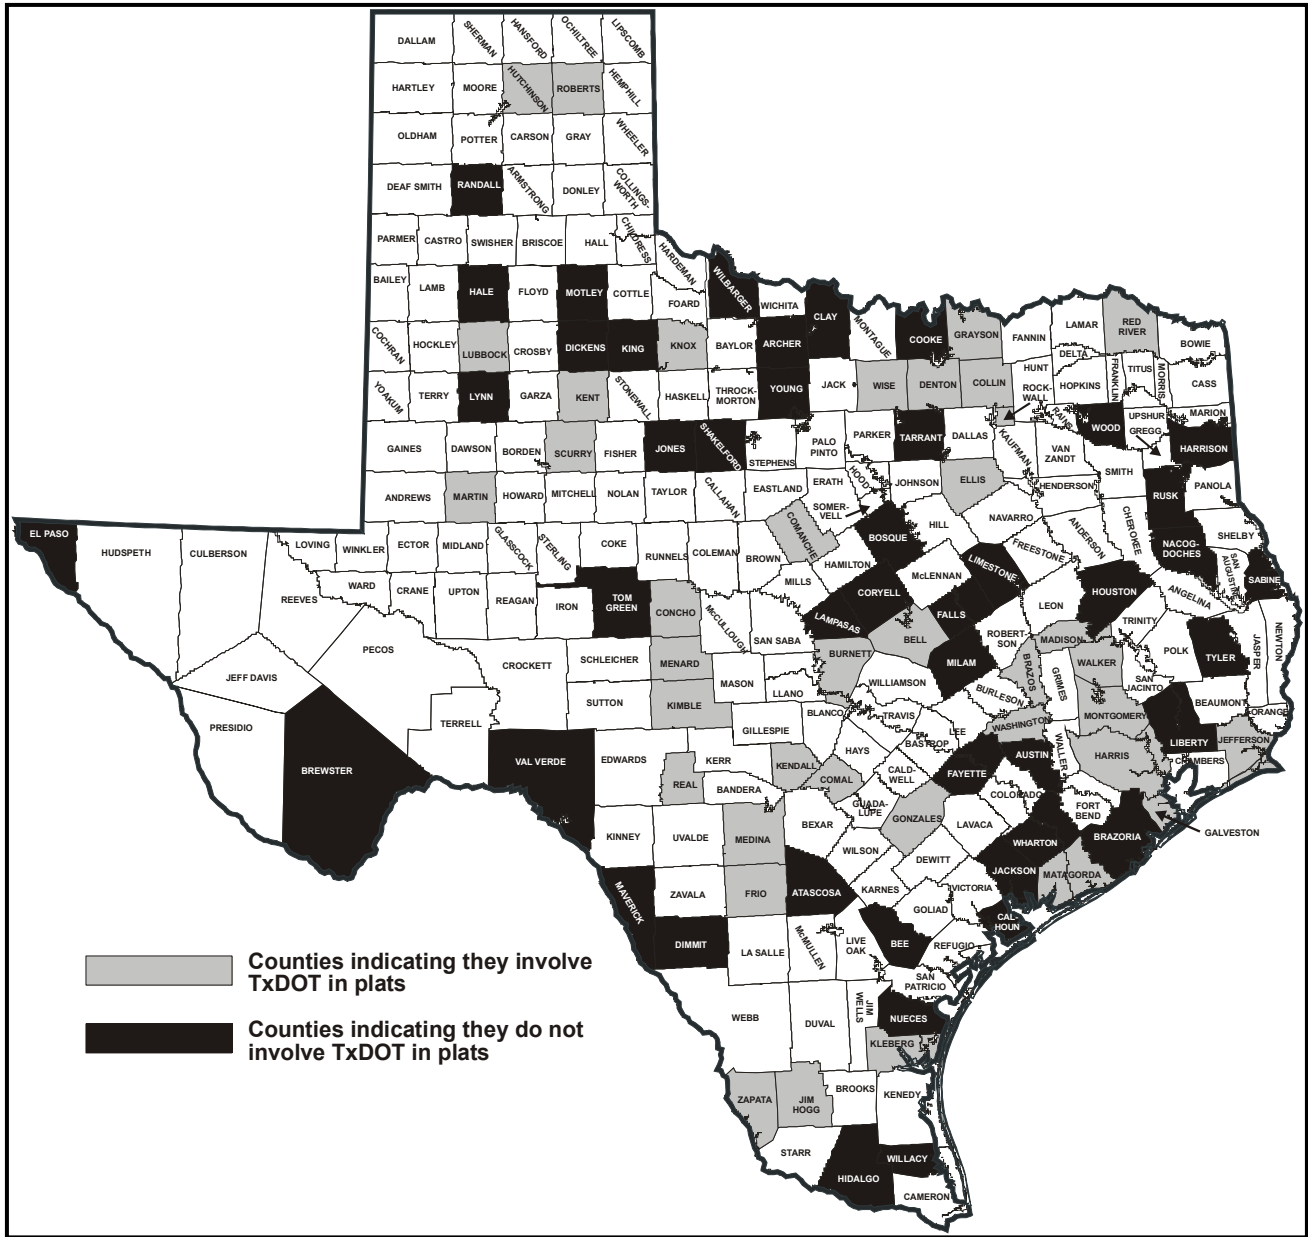 DALLAM
SHERMAN
HANSFORD
OCHILTREE
LIPSCOMB
HARTLEY
MOORE
HUTCHINSON
ROBERTS
HEMPHILL
OLDHAM
POTTER
CARSON
GRAY
WHEELER
DEAF SMITH
RANDALL
ARMSTRONG
DONLEY
COLLINGS-
WORTH
PARMER
CASTRO
SWISHER
BRISCOE
HALL
CHILDRESS
HARDEMAN
BAILEY
LAMB
HALE
FLOYD
MOTLEY
COTTLE
FOARD
WILBARGER
WICHITA
CLAY
MONTAGUE
COOKE
GRAYSON
FANNIN
LAMAR
RED
RIVER
BOWIE
COCHRAN
HOCKLEY
LUBBOCK
CROSBY
DICKENS
KING
KNOX
BAYLOR
ARCHER
DELTA
YOAKUM
TERRY
LYNN
GARZA
KENT
STONEWALL
HASKELL
THROCK-
MORTON
YOUNG
JACK
WISE
DENTON
COLLIN
HUNT
ROCK-
WALL
HOPKINS
FRANKLIN
TITUS
MORRIS
CASS
GAINES
DAWSON
BORDEN
SCURRY
FISHER
JONES
SHAKELFORD
STEPHENS
PALO
PINTO
PARKER
TARRANT
DALLAS
KAUFMAN
RAINS
VAN
ZANDT
WOOD
UPSHUR
GREGG
MARION
HARRISON
SMITH
ANDREWS
MARTIN
HOWARD
MITCHELL
NOLAN
TAYLOR
CALLAHAN
EASTLAND
ERATH
HOOD
SOMER-
VELL
JOHNSON
ELLIS
HENDERSON
RUSK
PANOLA
EL PASO
HUDSPETH
CULBERSON
LOVING
WINKLER
ECTOR
MIDLAND
GLASSCOCK
STERLING
COKE
RUNNELS
COLEMAN
BROWN
COMANCHE
BOSQUE
HILL
NAVARRO
FREESTONE
ANDERSON
CHEROKEE
NACOG-
DOCHES
SHELBY
SAN
AUGUSTINE
SABINE
REEVES
WARD
CRANE
UPTON
REAGAN
IRON
TOM
GREEN
CONCHO
McCULLOUGH
SAN SABA
MILLS
HAMILTON
CORYELL
LAMPASAS
McLENNAN
LIMESTONE
FALLS
LEON
HOUSTON
ANGELINA
TRINITY
PECOS
CROCKETT
SCHLEICHER
MENARD
MASON
LLANO
BURNETT
BELL
MILAM
ROBERT-
SON
BRAZOS
MADISON
GRIMES
WALKER
SAN
JACINTO
POLK
TYLER
JASPER
NEWTON
JEFF DAVIS
PRESIDIO
BREWSTER
TERRELL
SUTTON
KIMBLE
GILLESPIE
BLANCO
WILLIAMSON
TRAVIS
BURLESON
LEE
WASHINGTON
WALLER
MONTGOMERY
LIBERTY
BEAUMONT
ORANGE
JEFFERSON
CHAMBERS
HARRIS
VAL VERDE
EDWARDS
REAL
KERR
BANDERA
KENDALL
COMAL
HAYS
BASTROP
CALD-
WELL
FAYETTE
AUSTIN
COLORADO
FORT
BEND
GALVESTON
KINNEY
UVALDE
MEDINA
BEXAR
GUADA-
LUPE
GONZALES
LAVACA
WHARTON
BRAZORIA
MAVERICK
ZAVALA
FRIO
ATASCOSA
WILSON
KARNES
DEWITT
VICTORIA
JACKSON
MATAGORDA
DIMMIT
LA SALLE
McMULLEN
LIVE
OAK
BEE
GOLIAD
REFUGIO
CAL-
HOUN
WEBB
DUVAL
JIM
WELLS
SAN
PATRICIO
NUECES
KLEBERG
ZAPATA
JIM
HOGG
BROOKS
KENEDY
STARR
HIDALGO
WILLACY
CAMERON
Counties indicating they involve
TxDOT in plats
Counties indicating they do not
involve TxDOT in plats